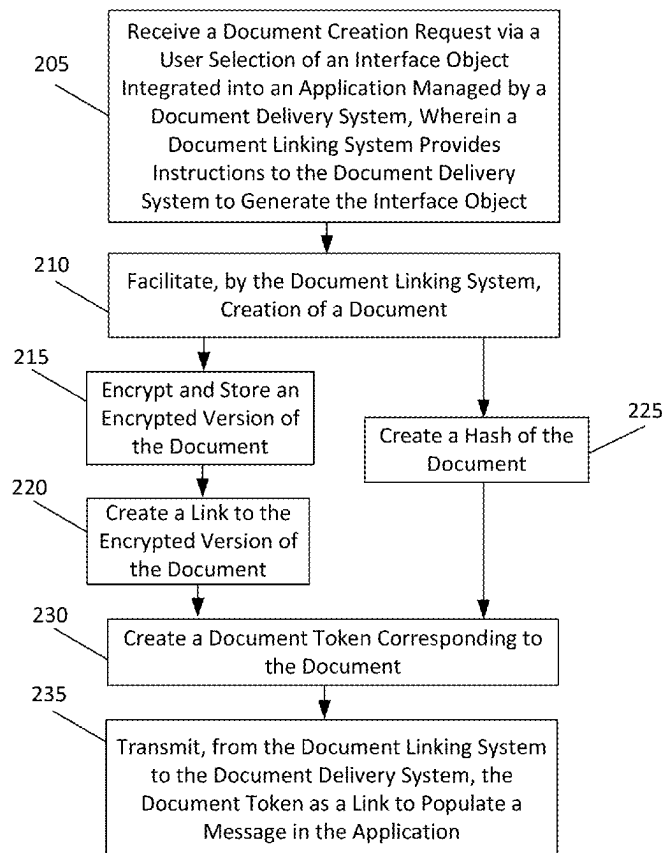 205
Receive a Document Creation Request via a
User Selection of an Interface Object
Integrated into an Application Managed by a
Document Delivery System, Wherein a
Document Linking System Provides
Instructions to the Document Delivery
System to Generate the Interface Object
210
Facilitate, by the Document Linking System,
Creation of a Document
215
Encrypt and Store an
Encrypted Version of
the Document
225
Create a Hash of the
Document
220
Create a Link to the
Encrypted Version of
the Document
230
Create a Document Token Corresponding to
the Document
235
Transmit, from the Document Linking System
to the Document Delivery System, the
Document Token as a Link to Populate a
Message in the Application